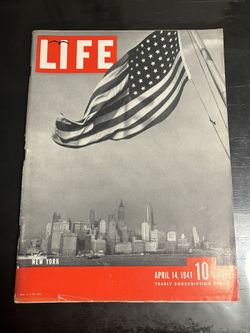 LIFE
NEW YORK
APRIL 14, 1941 10
YEARLY SUBSCRIPTION